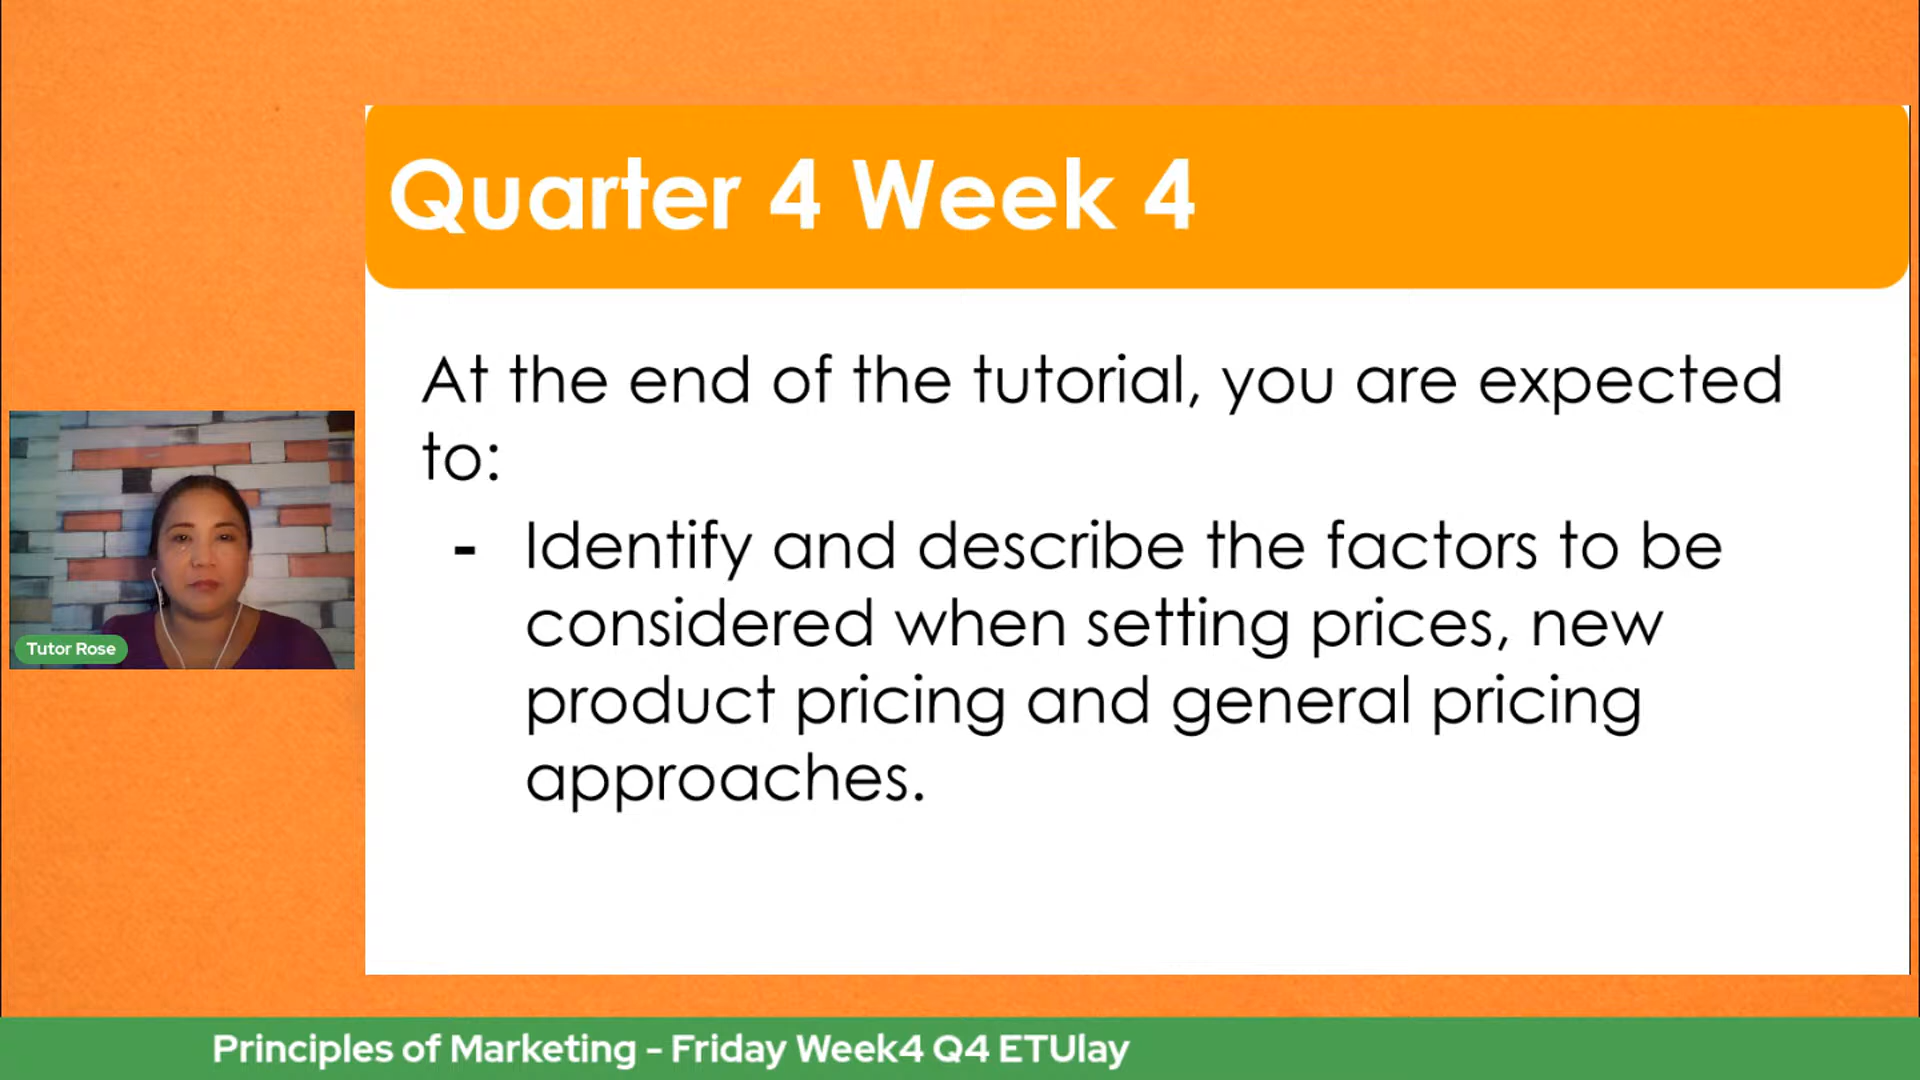 Quarter 4 Week 4
At the end of the tutorial, you are expected
to:
- Identify and describe the factors to be
considered when setting prices, new
product pricing and general pricing
approaches.
Tutor Rose
Principles of Marketing - Friday Week4 Q4 ETUlay